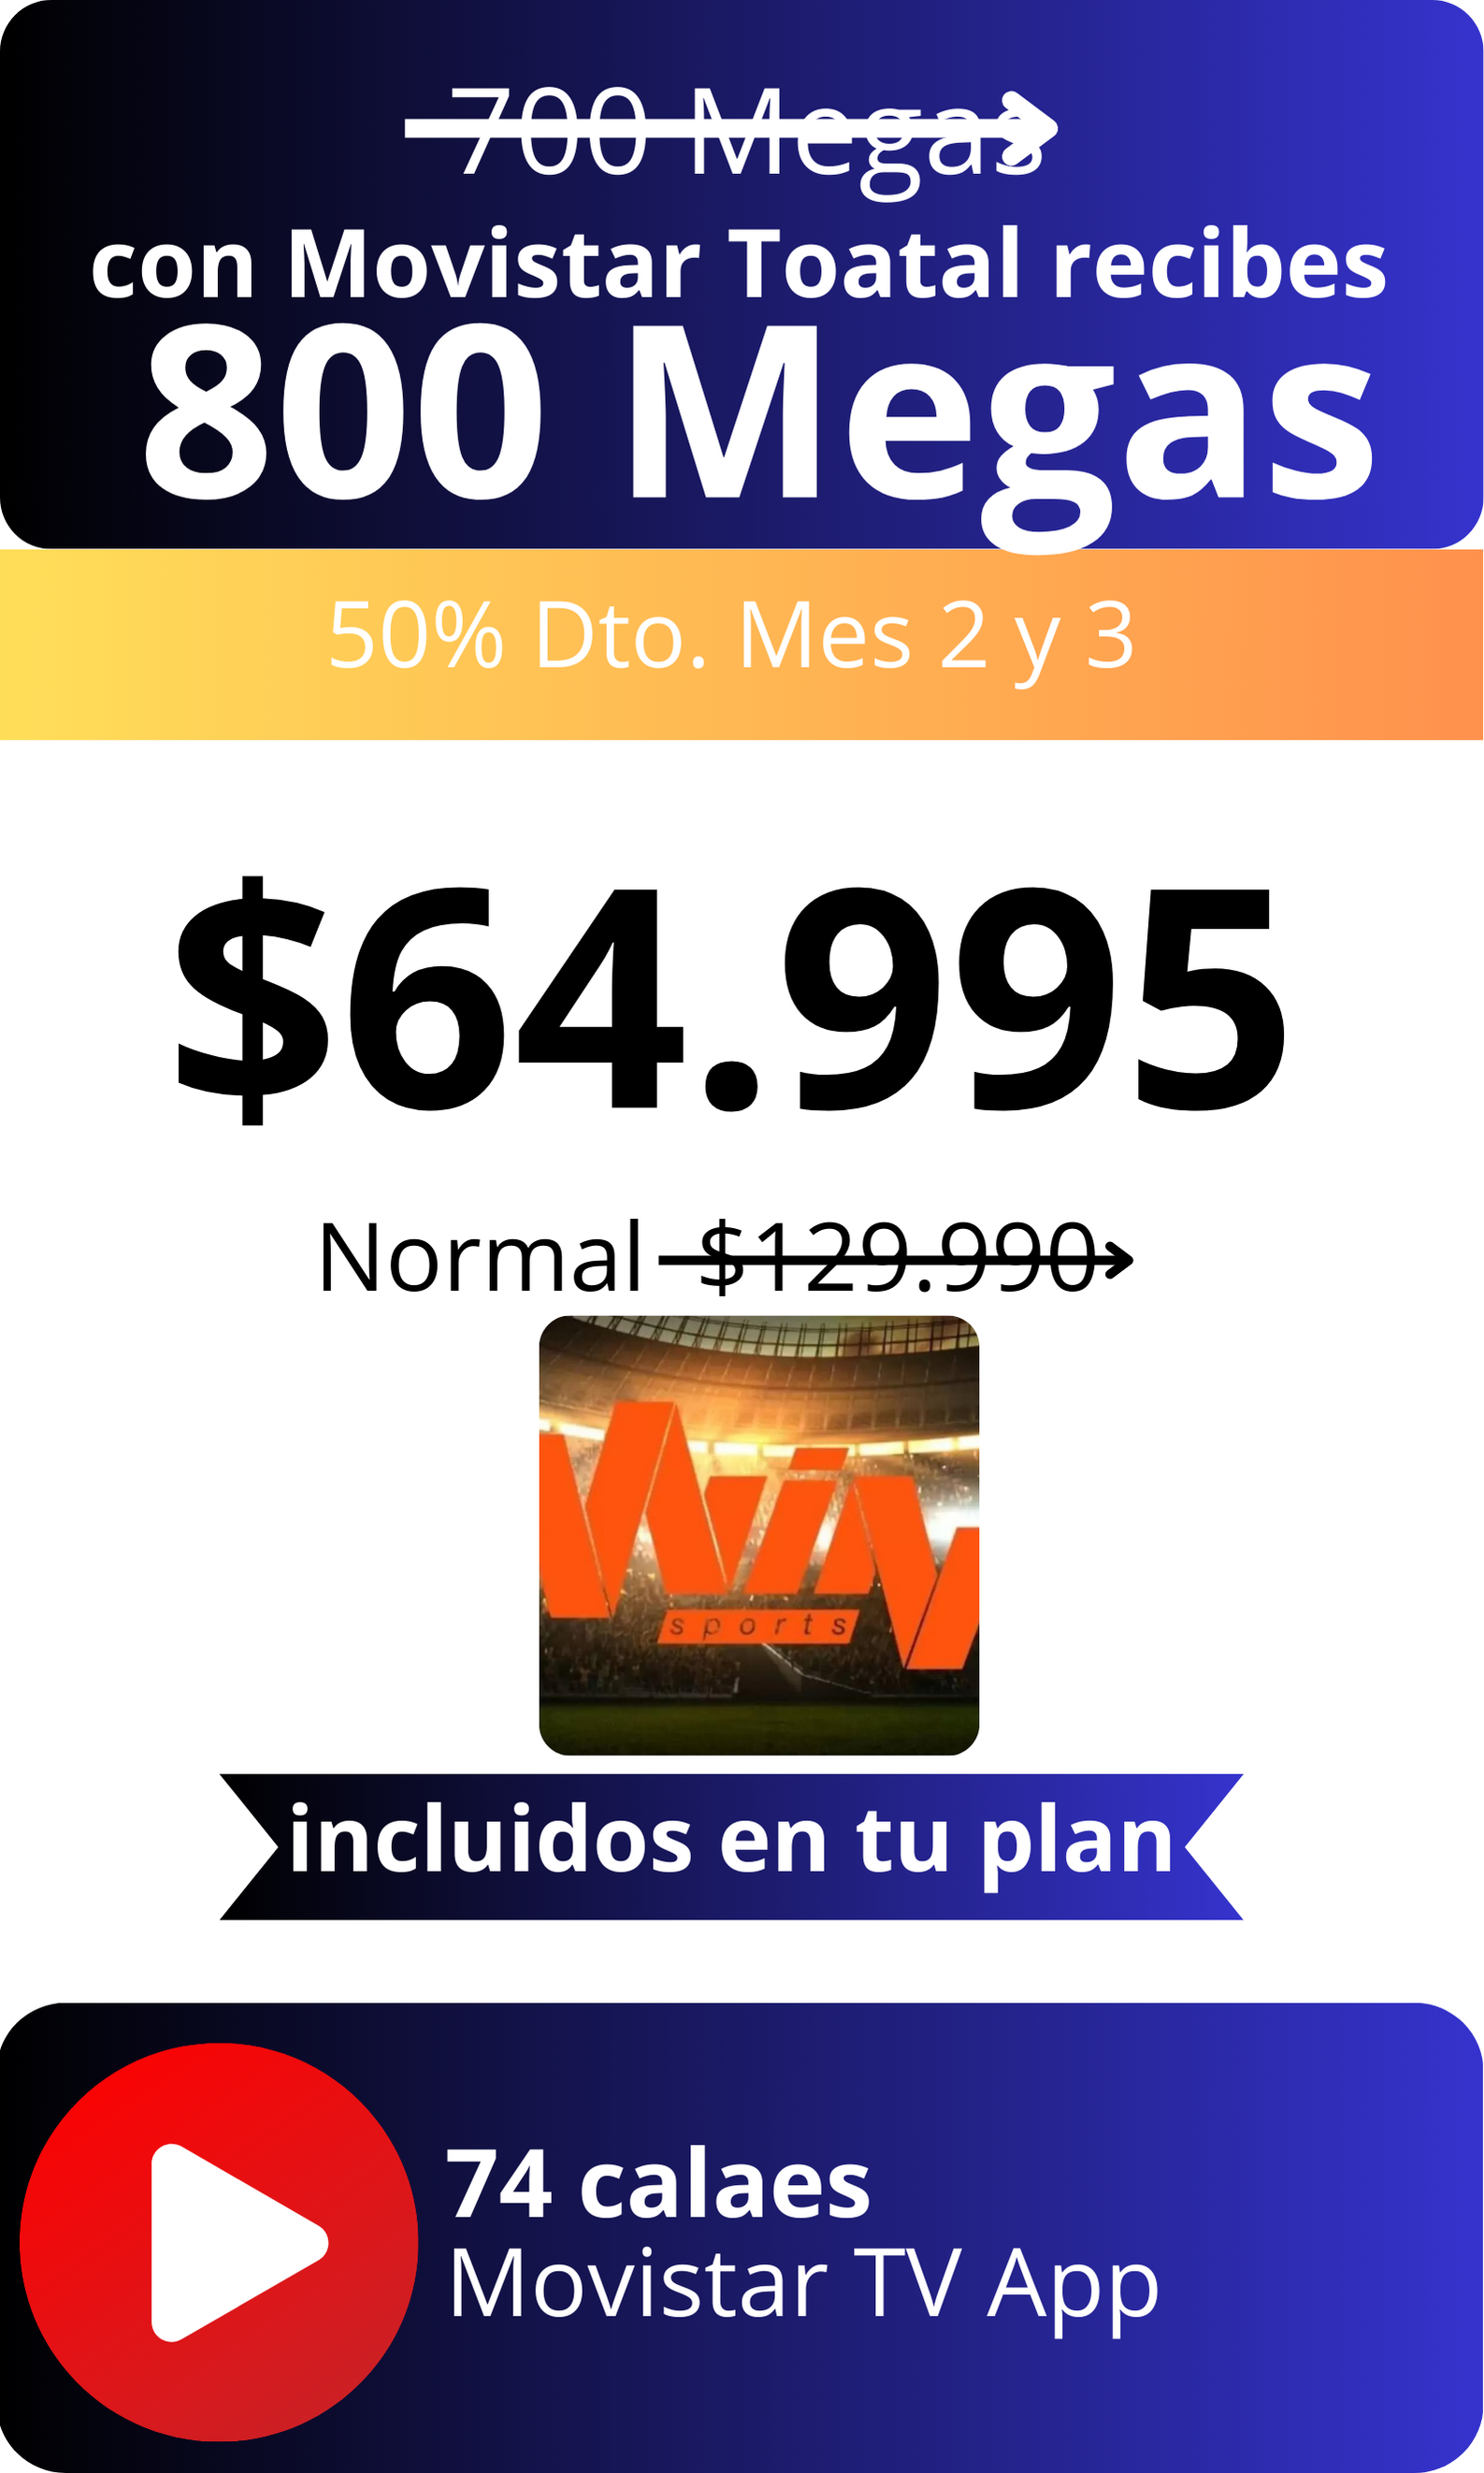 700 Megas
con Movistar Toatal recibes
800 Megas
50% Dto. Mes 2 y 3
$64.995
Normal $129.990
Win
sports
incluidos en tu plan
74 calaes
Movistar TV App